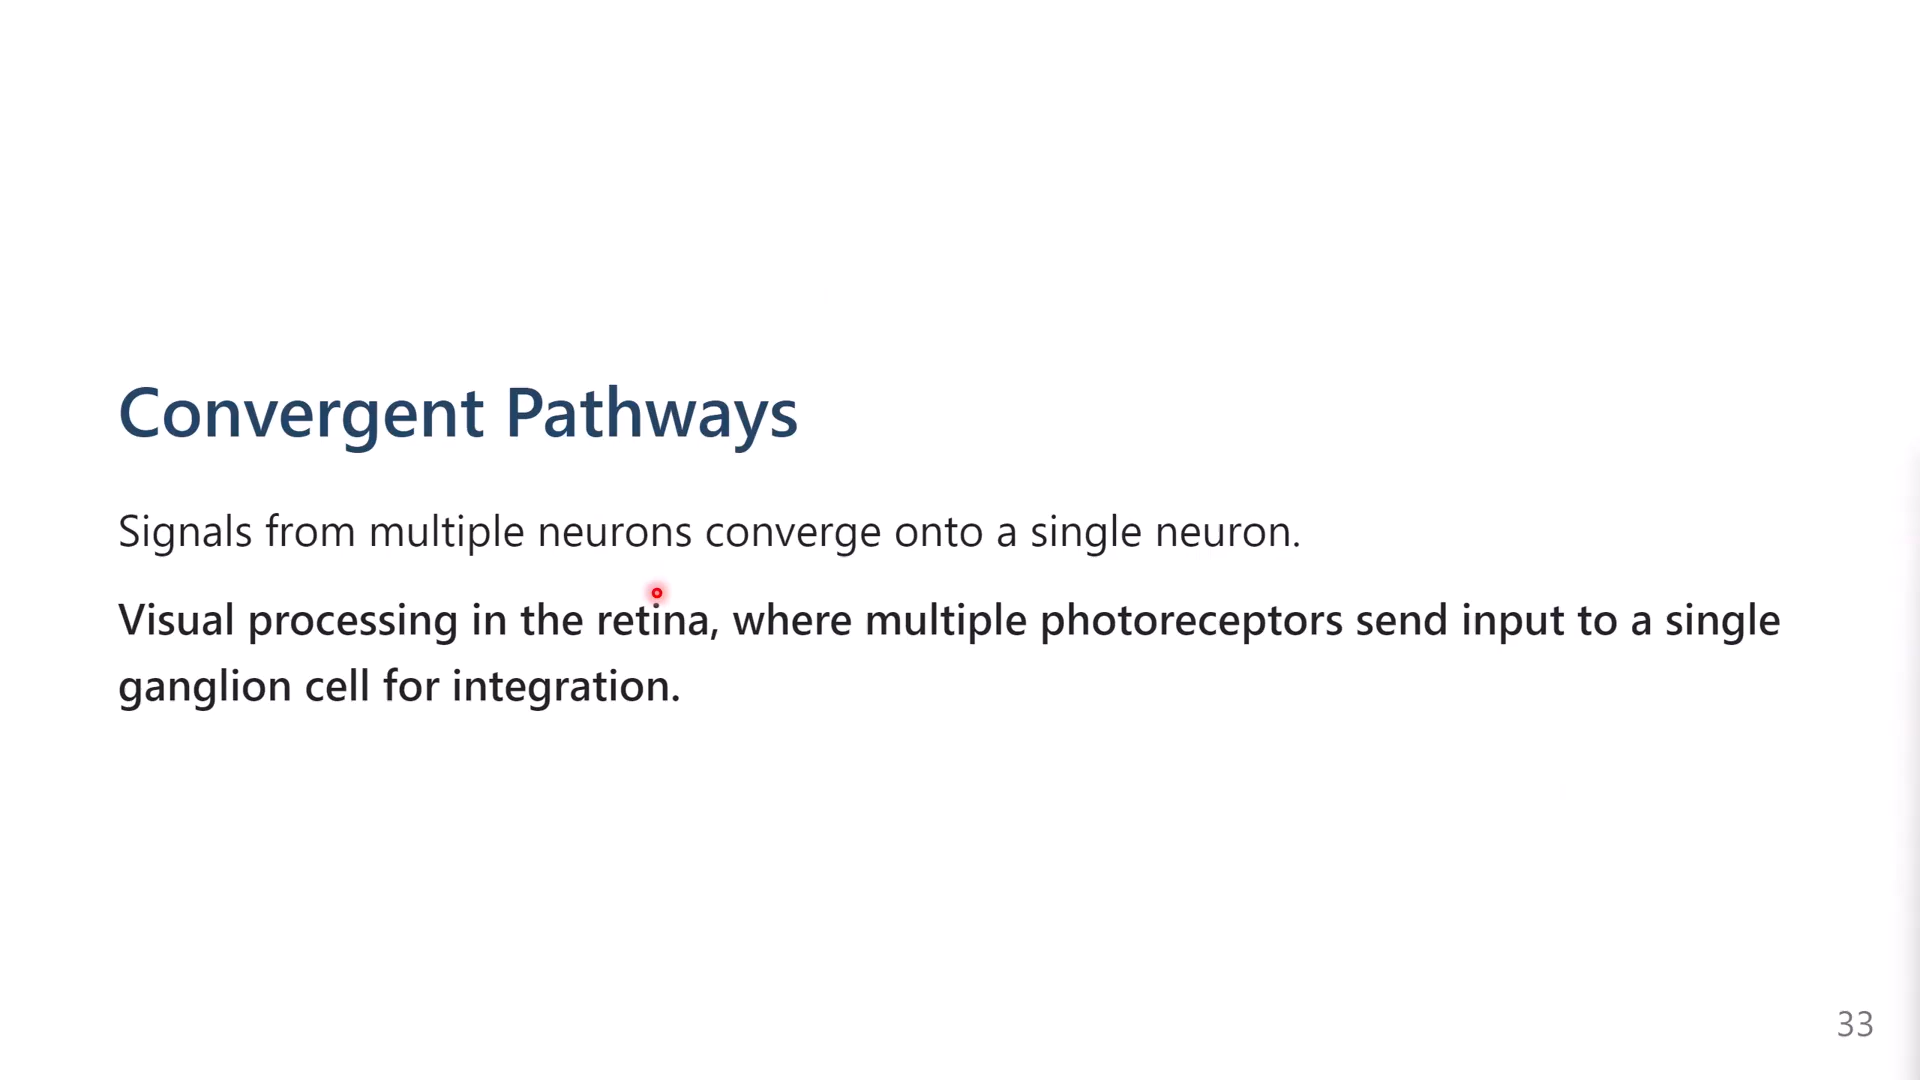 Convergent Pathways
Signals from multiple neurons converge onto a single neuron.
Visual processing in the retina, where multiple photoreceptors send input to a single
ganglion cell for integration.
33